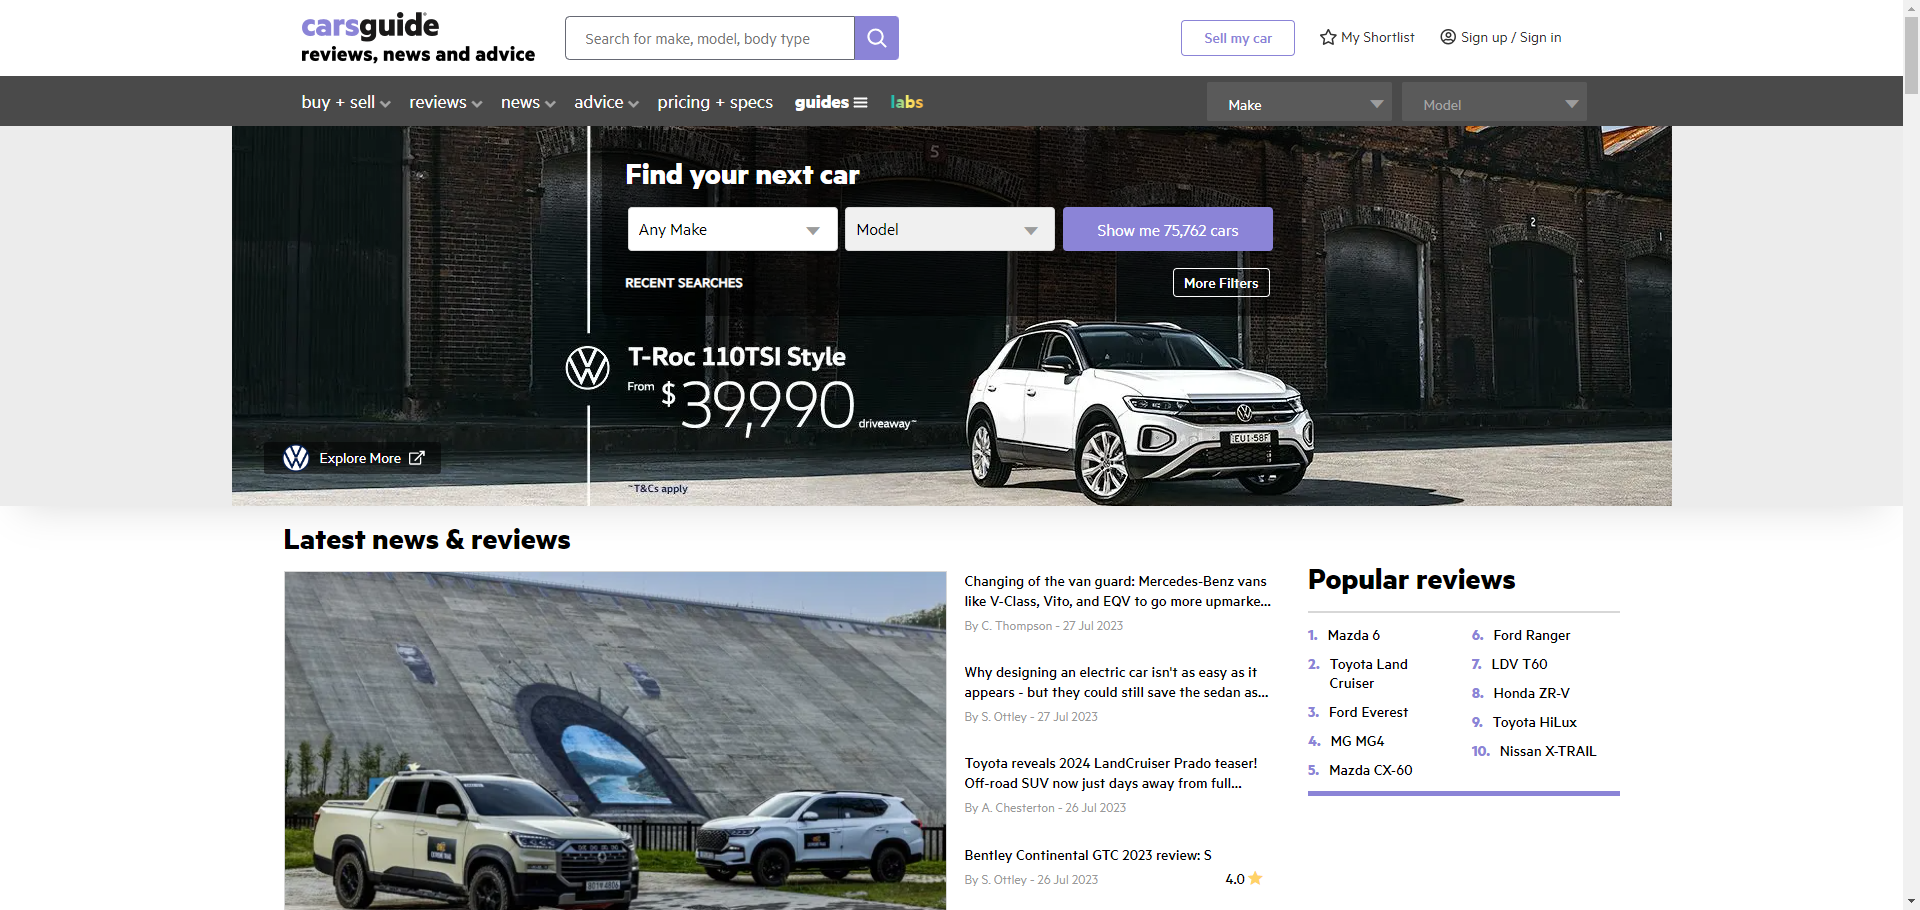 carsguide
reviews, news and advice
Search for make, model, body type
Sell my car
My Shortlist
Sign up / Sign in
buy + sell
reviews
news
advice
pricing + specs
guides
labs
Make
Model
5
2
1
Find your next car
Any Make
Model
Show me 75,762 cars
RECENT SEARCHES
More Filters
T-Roc 110TSI Style
From $39,990 driveaway~
EUI·58F
Explore More
~T&Cs apply
Latest news & reviews
Changing of the van guard: Mercedes-Benz vans
like V-Class, Vito, and EQV to go more upmarke...
By C. Thompson - 27 Jul 2023
Why designing an electric car isn't as easy as it
appears - but they could still save the sedan as...
By S. Ottley - 27 Jul 2023
Toyota reveals 2024 LandCruiser Prado teaser!
Off-road SUV now just days away from full...
By A. Chesterton - 26 Jul 2023
Bentley Continental GTC 2023 review: S
By S. Ottley - 26 Jul 2023
4.0
Popular reviews
1. Mazda 6
2. Toyota Land
Cruiser
3. Ford Everest
4. MG MG4
5. Mazda CX-60
6. Ford Ranger
7. LDV T60
8. Honda ZR-V
9. Toyota HiLux
10. Nissan X-TRAIL